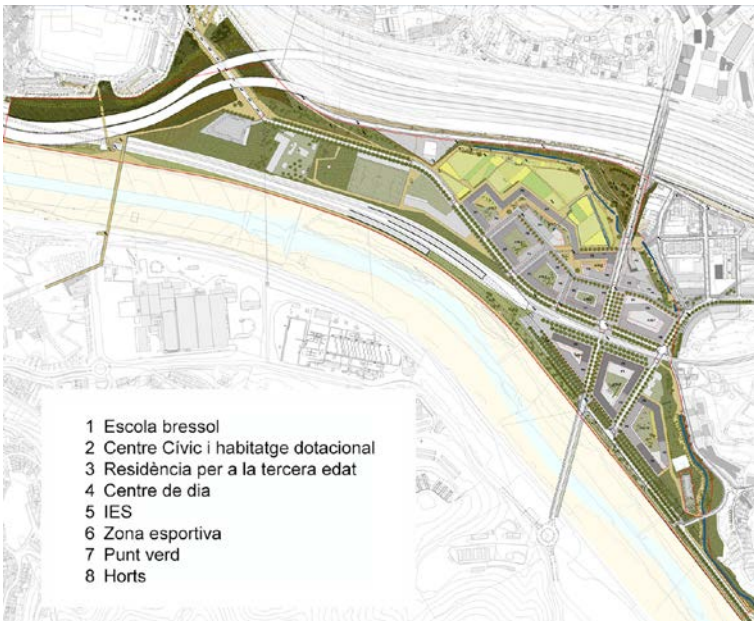 1 Escola bressol
2 Centre Cívic i habitatge dotacional
3 Residència per a la tercera edat
4 Centre de dia
5 IES
6 Zona esportiva
7 Punt verd
8 Horts